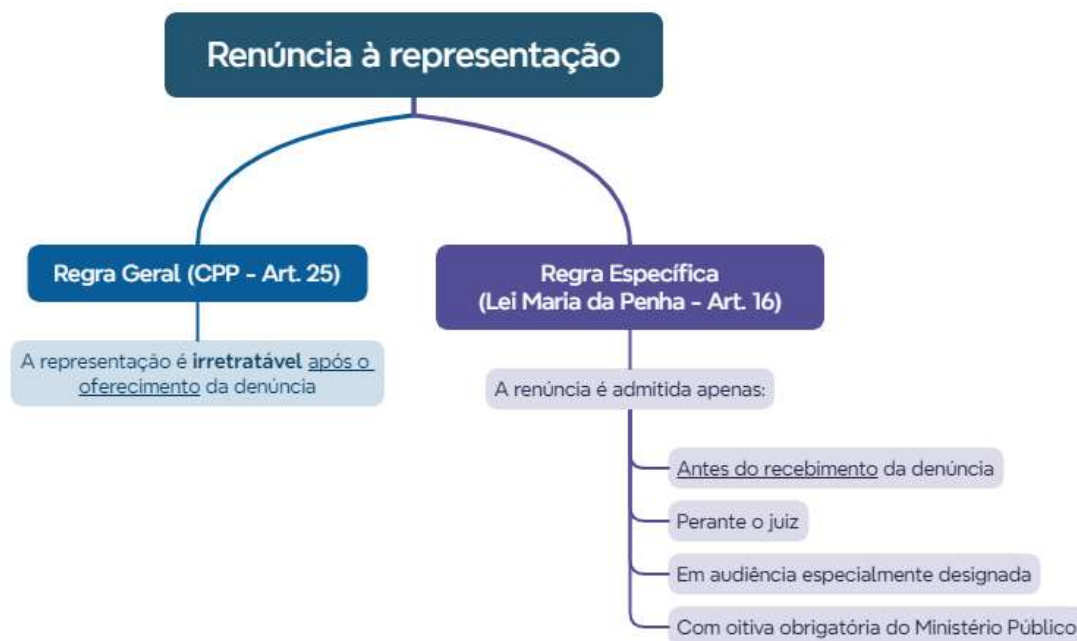 Renúncia à representação
Regra Geral (CPP - Art. 25)
A representação é irretratável após o
oferecimento da denúncia
Regra Específica
(Lei Maria da Penha - Art. 16)
A renúncia é admitida apenas:
Antes do recebimento da denúncia
Perante o juiz
Em audiência especialmente designada
Com oitiva obrigatória do Ministério Público